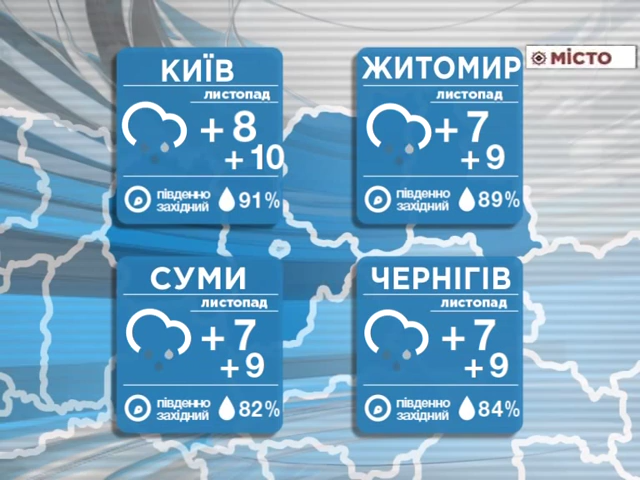 МІСТО
КИЇВ
листопад
+8
+10
південно
західний
91%
ЖИТОМИР
листопад
+7
+9
південно
західний
89%
СУМИ
листопад
+7
+9
південно
західний
82%
ЧЕРНІГІВ
листопад
+7
+9
південно
західний
84%